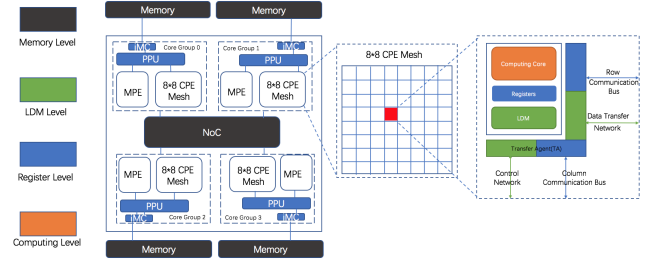 Memory Level
LDM Level
Register Level
Computing Level
Memory
Memory
iMC
Core Group 0
PPU
MPE
8*8 CPE
Mesh
Core Group 1
iMC
PPU
MPE
8*8 CPE
Mesh
NoC
MPE
8*8 CPE
Mesh
PPU
iMC
Core Group 2
8*8 CPE
Mesh
MPE
PPU
Core Group 3
iMC
Memory
Memory
8*8 CPE Mesh
Computing Core
Registers
LDM
Transfer Agent(TA)
Row
Communication
Bus
Data Transfer
Network
Control
Network
Column
Communication Bus